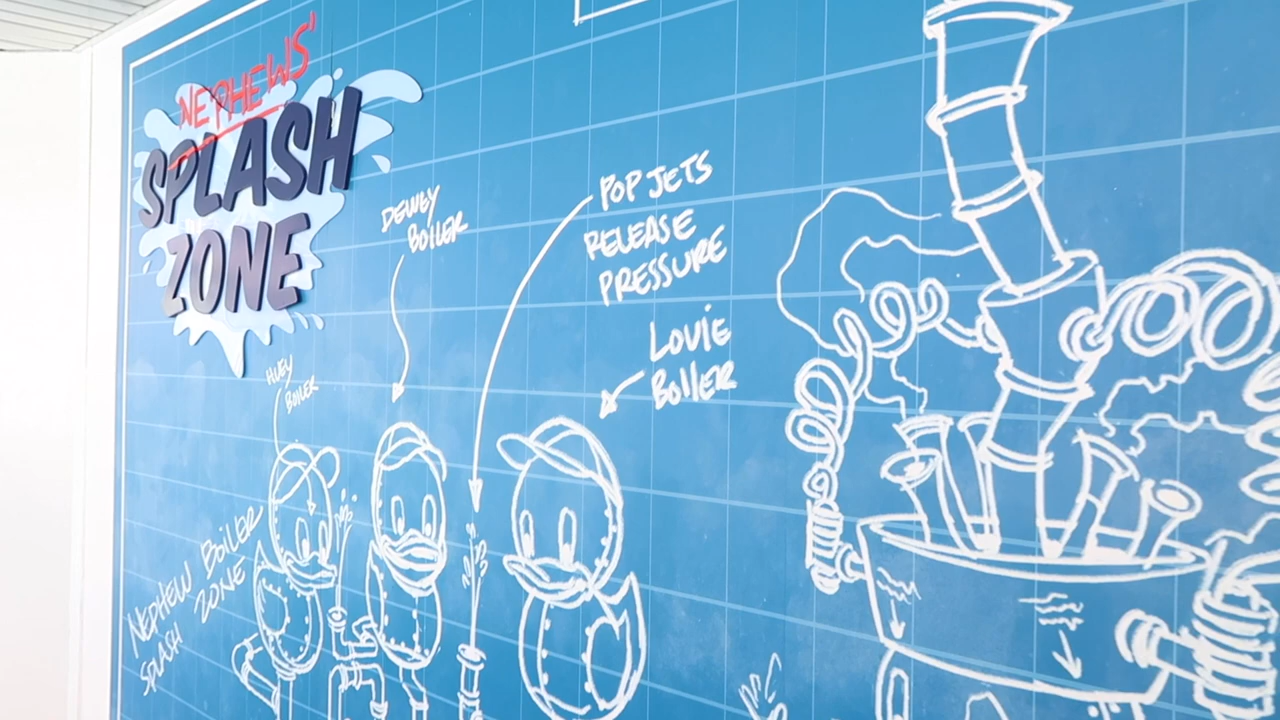 NEPHEWS'
SPLASH
ZONE
DEWEY
BOILER
POP JETS
RELEASE
PRESSURE
LOUIE
BOILER
HUEY
BOILER
NEPHEW BOILER
SPLASH ZONE